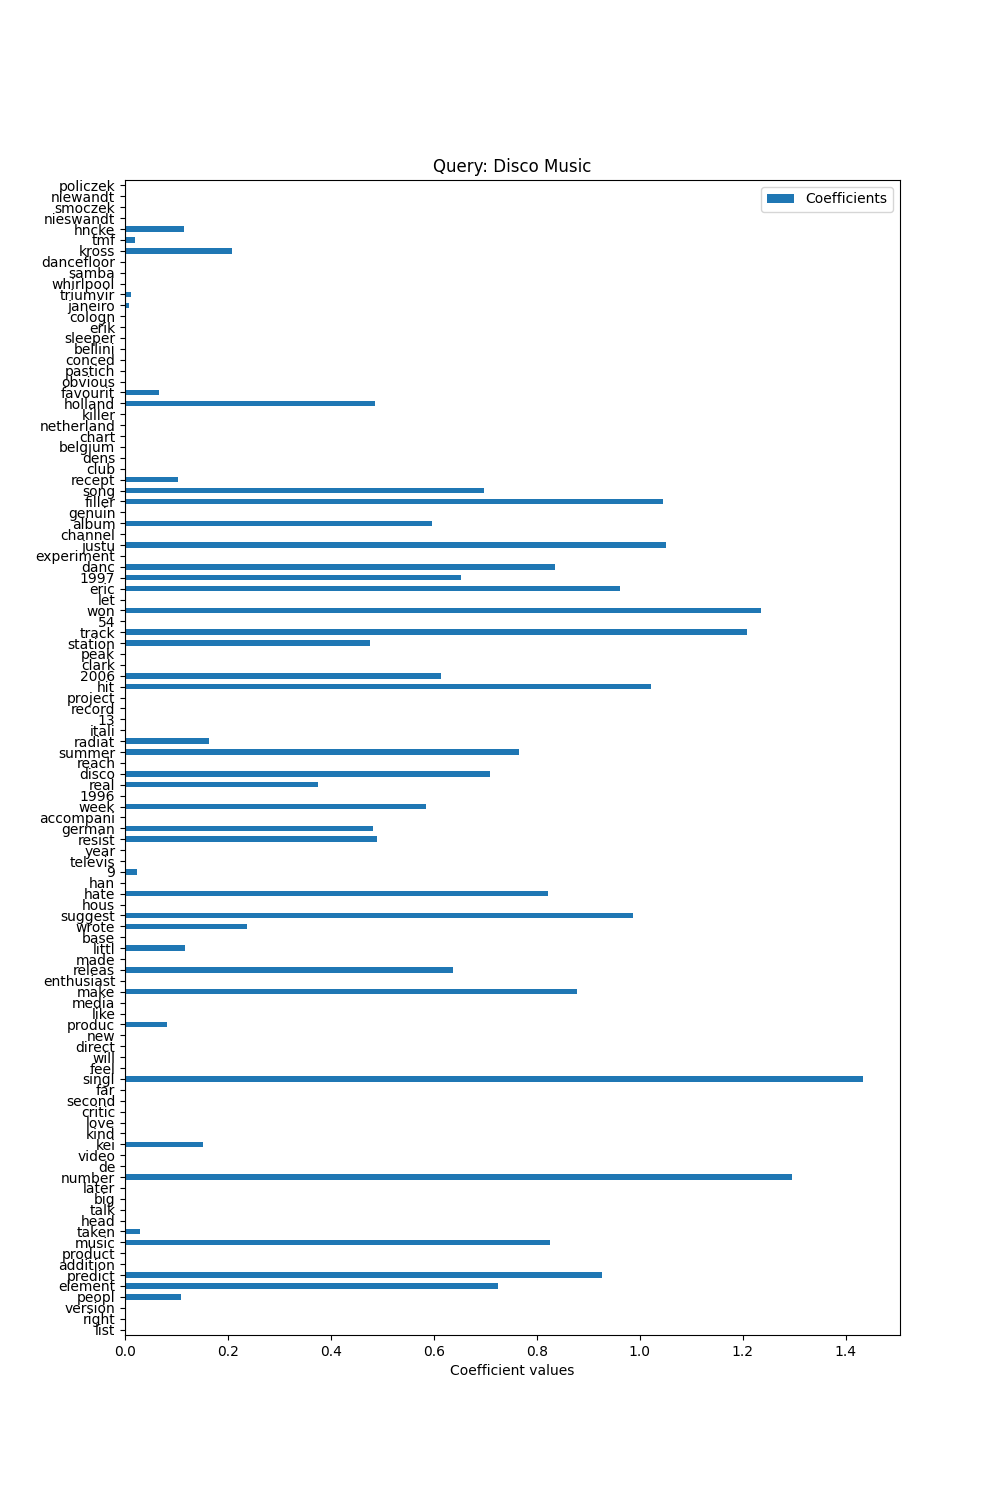 Query: Disco Music
Coefficients
policzek
niewandt
smoczek
nieswandt
hncke
tmf
kross
dancefloor
samba
whirlpool
triumvir
janeiro
cologn
erik
sleeper
bellini
conced
pastich
obvious
favourit
holland
killer
netherland
chart
belgium
dens
club
recept
song
filler
genuin
album
channel
justu
experiment
danc
1997
eric
let
won
54
track
station
peak
clark
2006
hit
project
record
13
itali
radiat
summer
reach
disco
real
1996
week
accompani
german
resist
year
televis
9
han
hate
hous
suggest
wrote
base
littl
made
releas
enthusiast
make
media
like
produc
new
direct
will
feel
singl
far
second
critic
love
kind
kei
video
de
number
later
big
talk
head
taken
music
product
addition
predict
element
peopl
version
right
list
0.0 0.2 0.4 0.6 0.8 1.0 1.2 1.4
Coefficient values